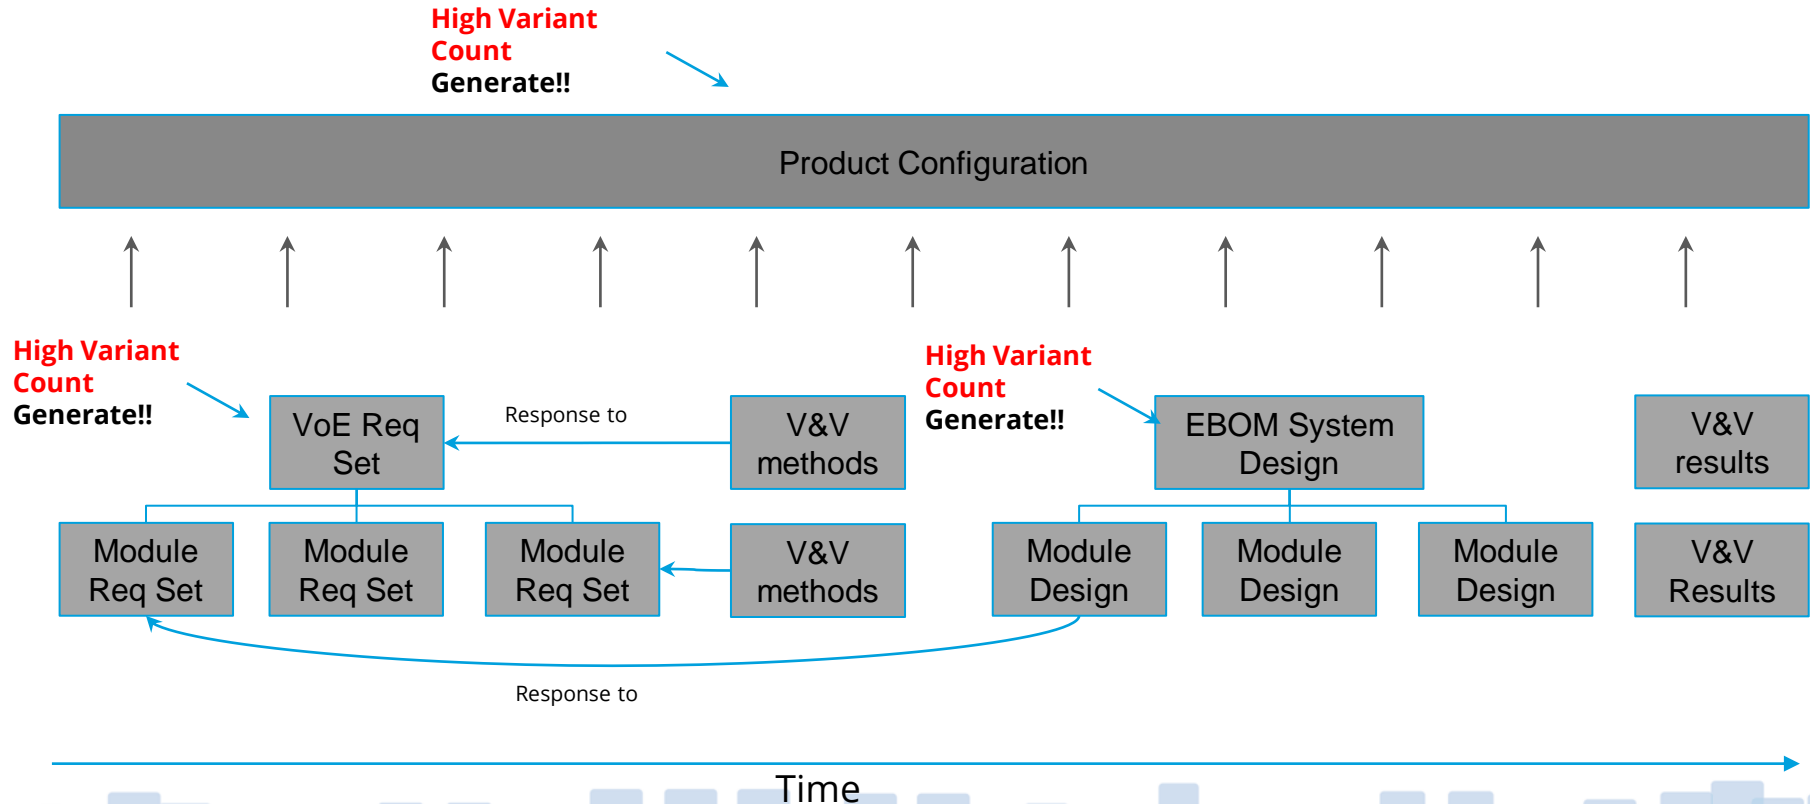 High Variant
Count
Generate!!
Product Configuration
High Variant
Count
Generate!!
High Variant
Count
Generate!!
VoE Req
Set
Response to
V&V
methods
EBOM System
Design
V&V
results
Module
Req Set
Module
Req Set
Module
Req Set
V&V
methods
Module
Design
Module
Design
Module
Design
V&V
Results
Response to
Time